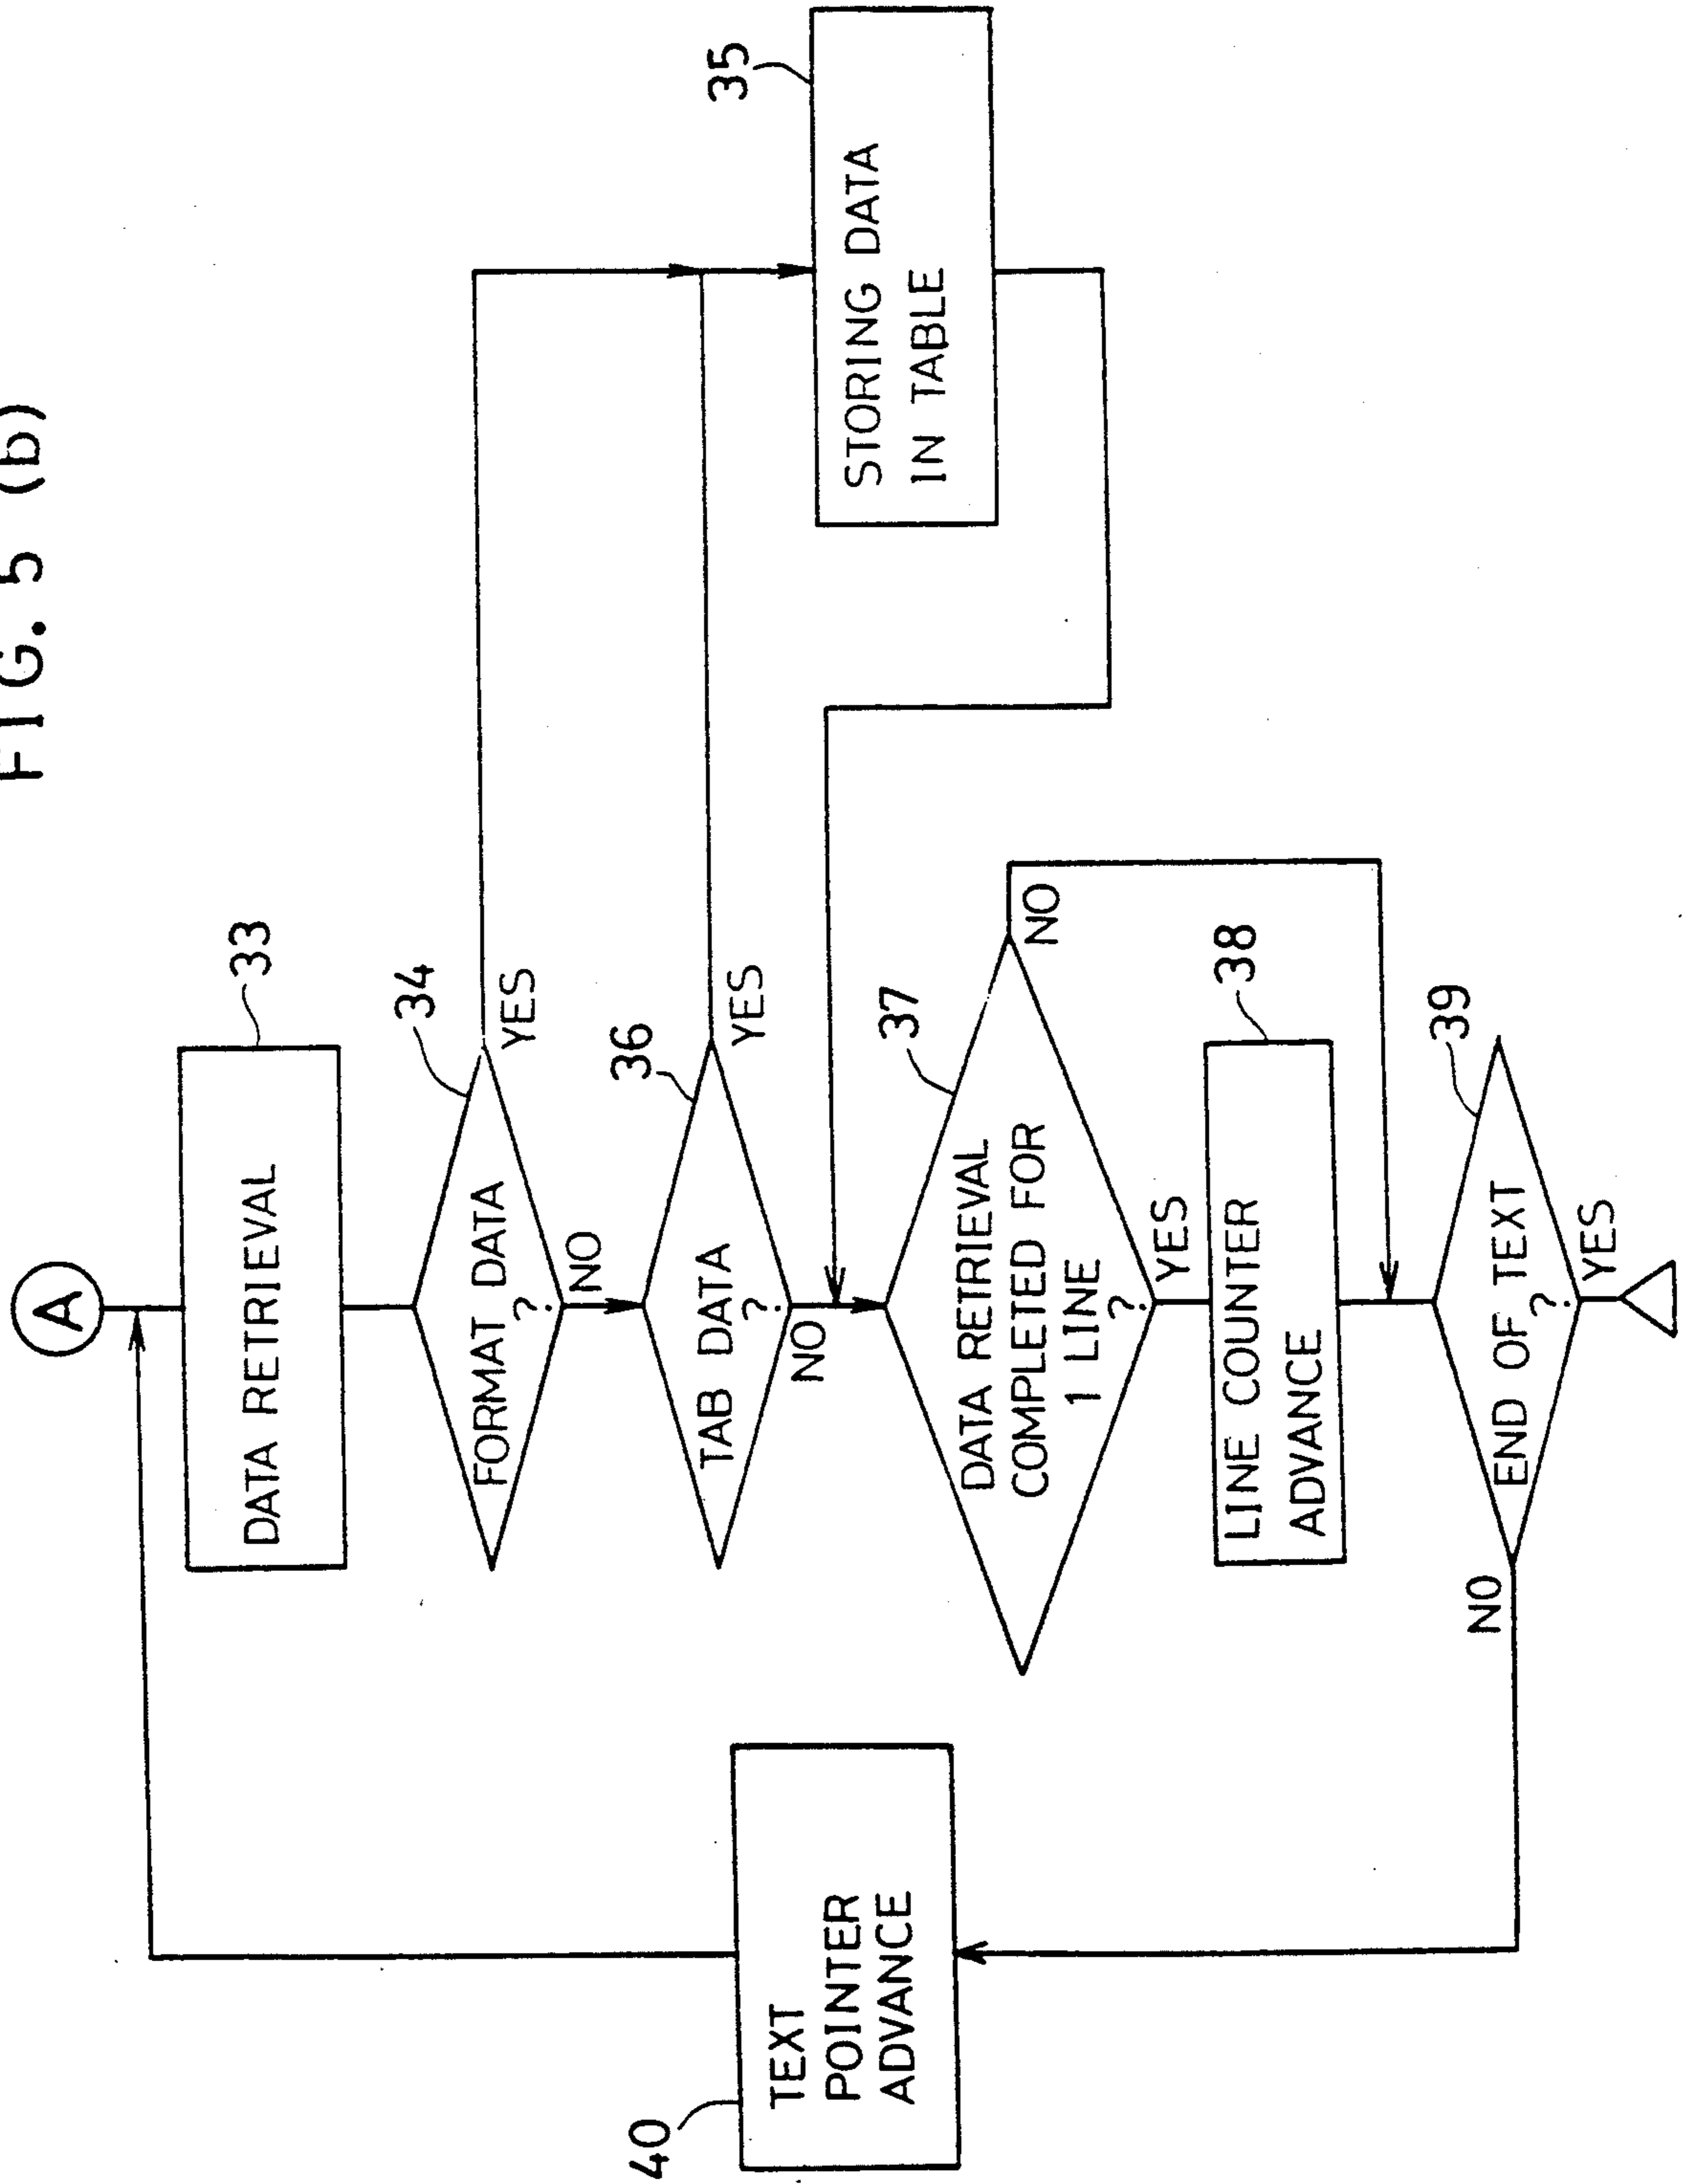 FIG. 5 (b)
A
33
DATA RETRIEVAL
34
FORMAT DATA
?
YES
NO
36
TAB DATA
?
YES
NO
35
STORING DATA
IN TABLE
37
DATA RETRIEVAL
COMPLETED FOR
1 LINE
?
NO
YES
38
LINE COUNTER
ADVANCE
39
END OF TEXT
?
NO
YES
40
TEXT
POINTER
ADVANCE